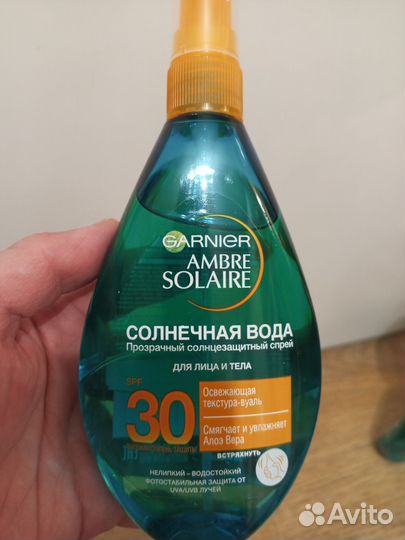 GARNIER
AMBRE
SOLAIRE
СОЛНЕЧНАЯ ВОДА
Прозрачный солнцезащитный спрей
ДЛЯ ЛИЦА И ТЕЛА
SPF
30
Освежающая
текстура-вуаль
Смягчает и увлажняет
Алоэ Вера
ВСТРЯХНУТЬ
НЕЛИПКИЙ – ВОДОСТОЙКИЙ
ФОТОСТАБИЛЬНАЯ ЗАЩИТА ОТ
UVA/UVB ЛУЧЕЙ
Avito